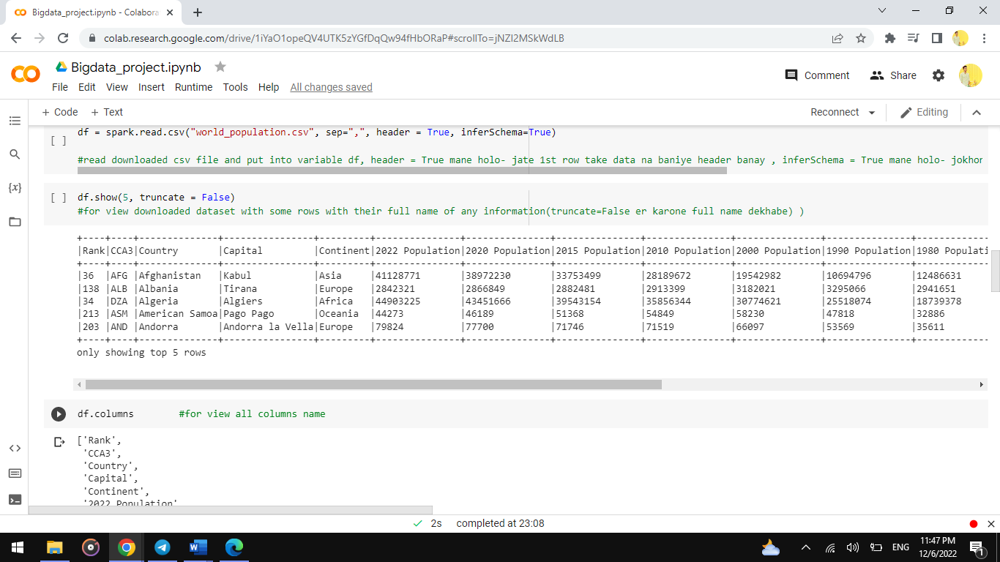 Bigdata_project.ipynb - Colabora
colab.research.google.com/drive/1iYaO1opeQV4UTK5zYGfDqQw94fHbORaP#scrollTo=jNZI2MSkWdLB
Bigdata_project.ipynb
Comment
Share
File Edit View Insert Runtime Tools Help All changes saved
+ Code + Text
Reconnect
Editing
[ ] df = spark.read.csv("world_population.csv", sep=",", header = True, inferSchema=True)
#read downloaded csv file and put into variable df, header = True mane holo- jate 1st row take data na baniye header banay , inferSchema = True mane holo- jokhon
[ ] df.show(5, truncate = False)
#for view downloaded dataset with some rows with their full name of any information(truncate=False er karone full name dekhabe) )
+----+----+--------------+----------------+---------+---------------+---------------+---------------+---------------+---------------+---------------+------------
|Rank|CCA3|Country       |Capital         |Continent|2022 Population|2020 Population|2015 Population|2010 Population|2000 Population|1990 Population|1980 Populati
+----+----+--------------+----------------+---------+---------------+---------------+---------------+---------------+---------------+---------------+------------
|36  |AFG |Afghanistan   |Kabul           |Asia     |41128771       |38972230       |33753499       |28189672       |19542982       |10694796       |12486631
|138 |ALB |Albania       |Tirana          |Europe   |2842321        |2866849        |2882481        |2913399        |3182021        |3295066        |2941651
|34  |DZA |Algeria       |Algiers         |Africa   |44903225       |43451666       |39543154       |35856344       |30774621       |25518074       |18739378
|213 |ASM |American Samoa|Pago Pago       |Oceania  |44273          |46189          |51368          |54849          |58230          |47818          |32886
|203 |AND |Andorra       |Andorra la Vella|Europe   |79824          |77700          |71746          |71519          |66097          |53569          |35611
+----+----+--------------+----------------+---------+---------------+---------------+---------------+---------------+---------------+---------------+------------
only showing top 5 rows
df.columns #for view all columns name
['Rank',
'CCA3',
'Country',
'Capital',
'Continent',
'2022 Population'
2s completed at 23:08
ENG
11:47 PM
12/6/2022
1